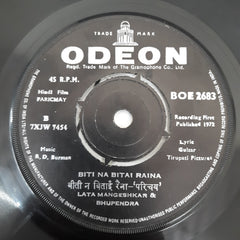 TRADE MARK
ODEON
Regd. Trade Mark of The Gramophone Co. Ltd.
45 R.P.M.
Hindi Film
PARICHAY
BOE 2683
B
7XJW 7454
Recording First
Published 1972
Music
R. D. Burman
Lyric
Gulzar
Tirupati Pictures
BITI NA BITAI RAINA
बीती न बिताई रैना-'परिचय'
LATA MANGESHKAR &
BHUPENDRA